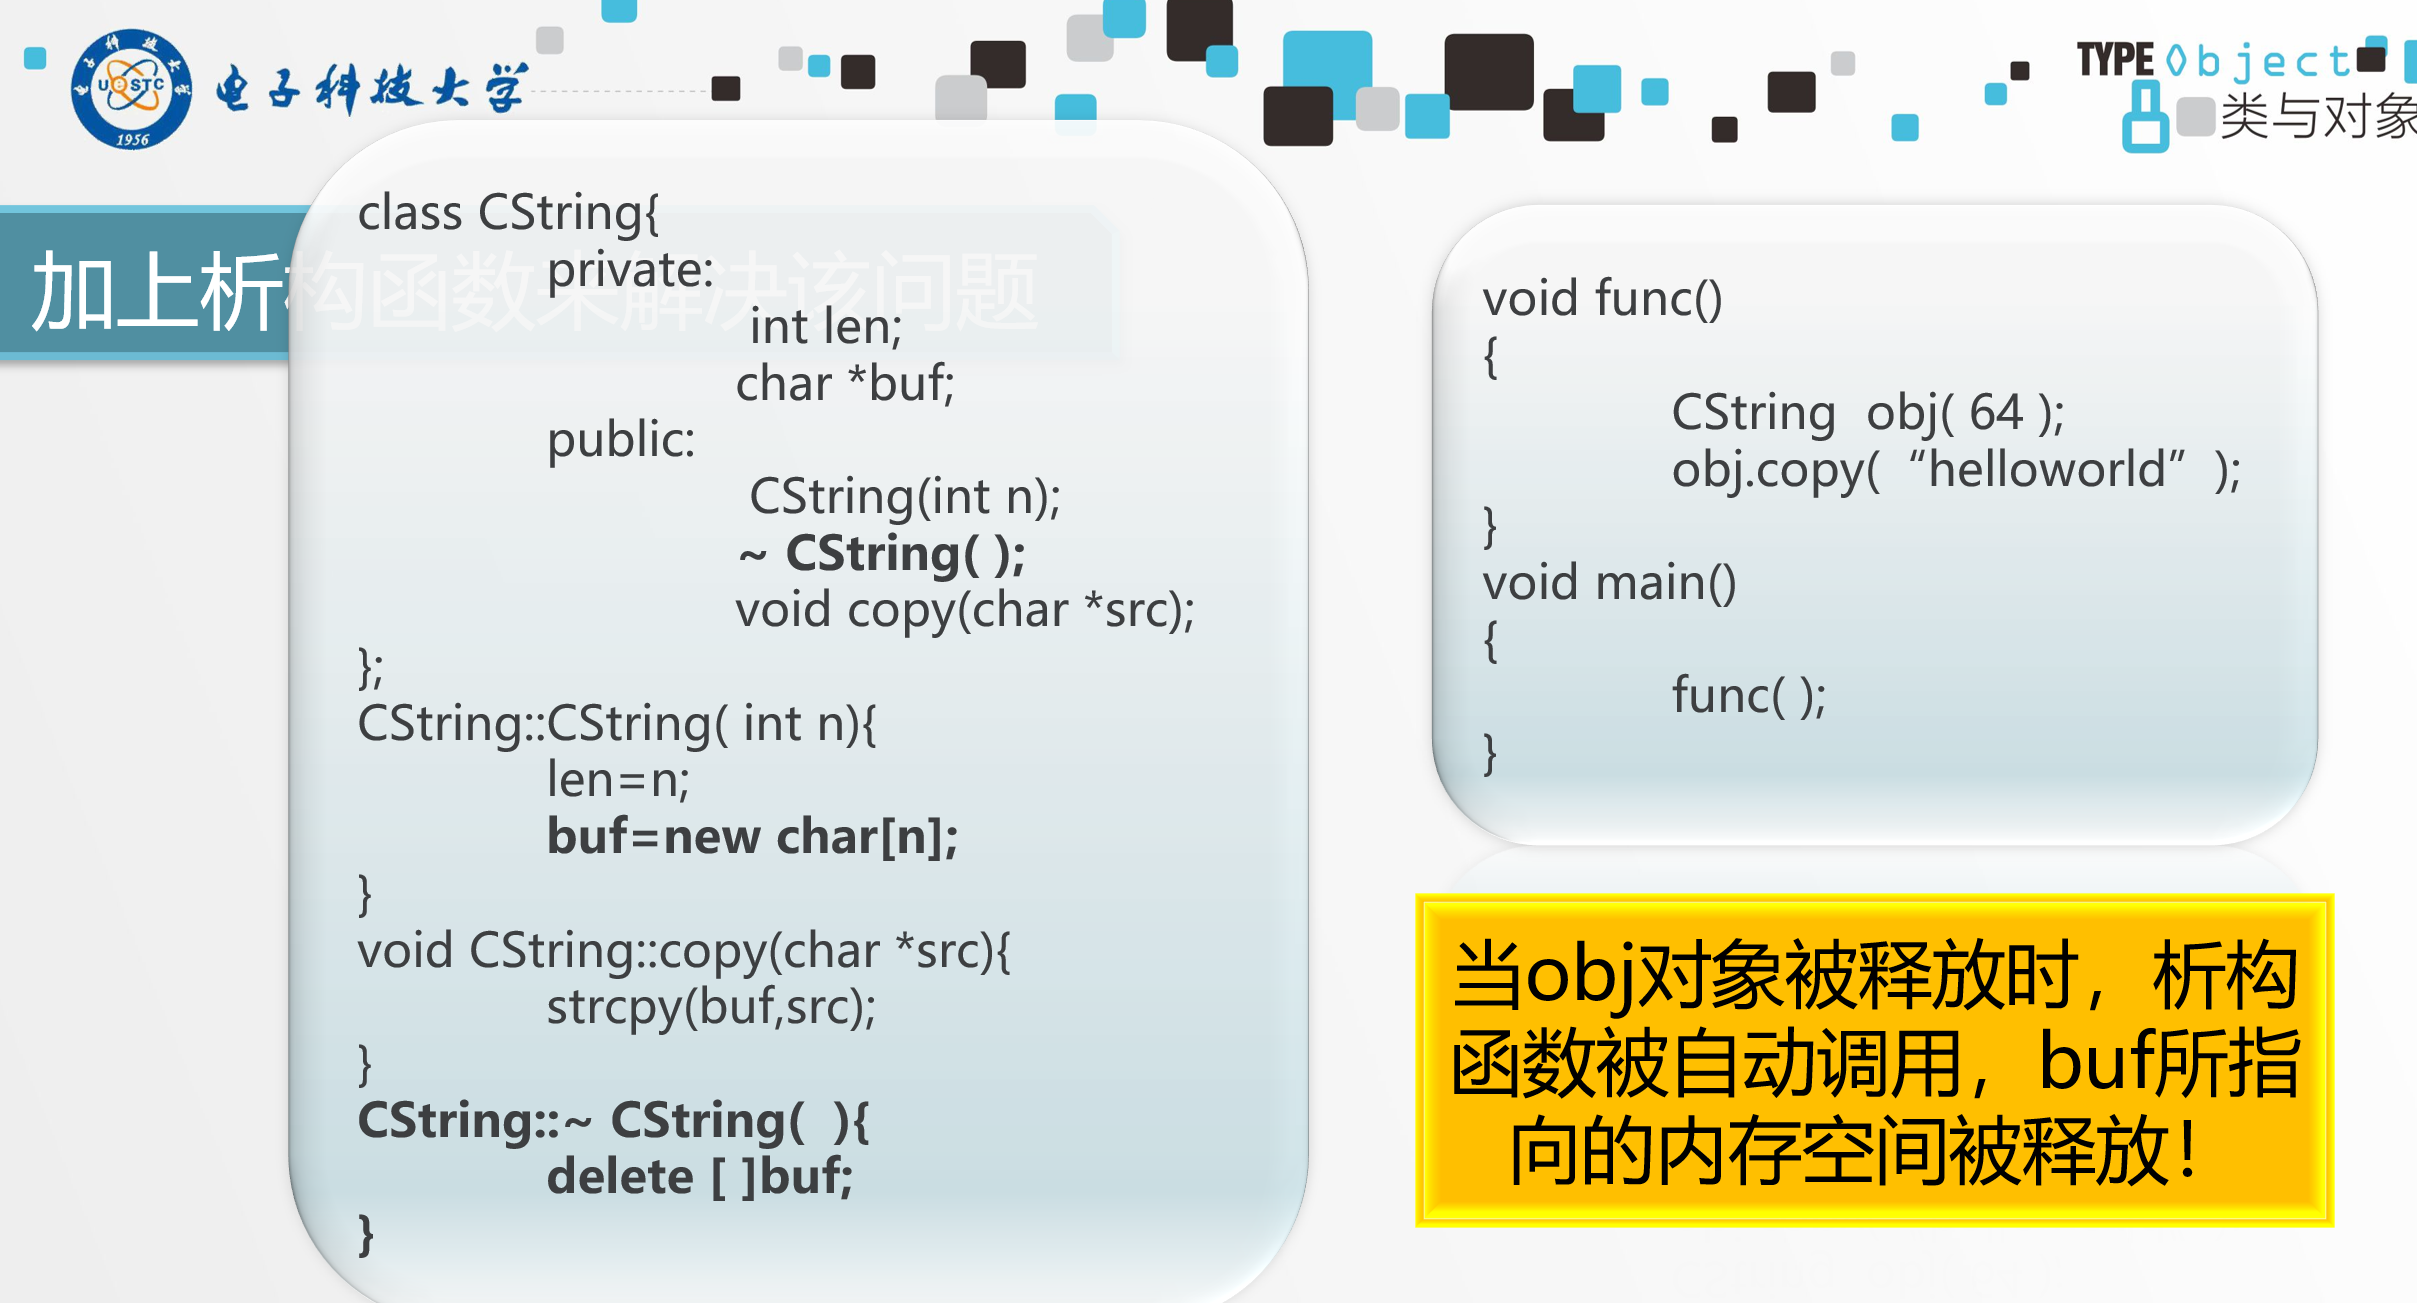 UESTC
1956
电子科技大学
TYPE Object
类与对象
加上析构函数来解决该问题
class CString{
private:
int len;
char *buf;
public:
CString(int n);
~ CString( );
void copy(char *src);
};
CString::CString( int n){
len=n;
buf=new char[n];
}
void CString::copy(char *src){
strcpy(buf,src);
}
CString::~ CString(  ){
delete [ ]buf;
}
void func()
{
CString  obj( 64 );
obj.copy( “helloworld” );
}
void main()
{
func( );
}
当obj对象被释放时，析构
函数被自动调用，buf所指
向的内存空间被释放！